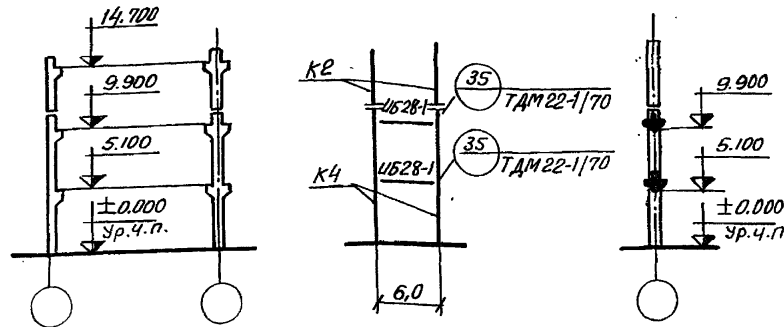 14.700
9.900
5.100
±0.000
Ур.ч.п.
К2
ИБ28-1
35
ТДМ22-1/70
ИБ28-1
35
ТДМ22-1/70
К4
6,0
9.900
5.100
±0.000
Ур.ч.п